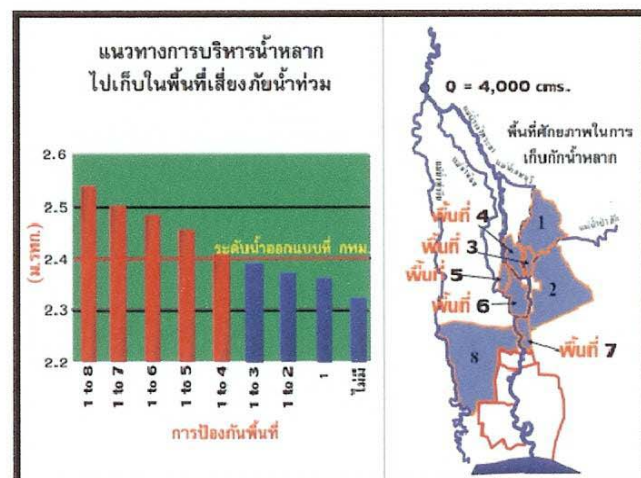 แนวทางการบริหารน้ำหลาก
ไปเก็บในพื้นที่เสี่ยงภัยน้ำท่วม
2.6
2.5
2.4
2.3
2.2
(ม.รทก.)
ระดับน้ำออกแบบที่ กทม.
1 to 8
1 to 7
1 to 6
1 to 5
1 to 4
1 to 3
1 to 2
1
ไม่มี
การป้องกันพื้นที่
Q = 4,000 cms.
พื้นที่ศักยภาพในการ
เก็บกักน้ำหลาก
พื้นที่ 4
1
พื้นที่ 3
พื้นที่ 5
2
พื้นที่ 6
พื้นที่ 7
8